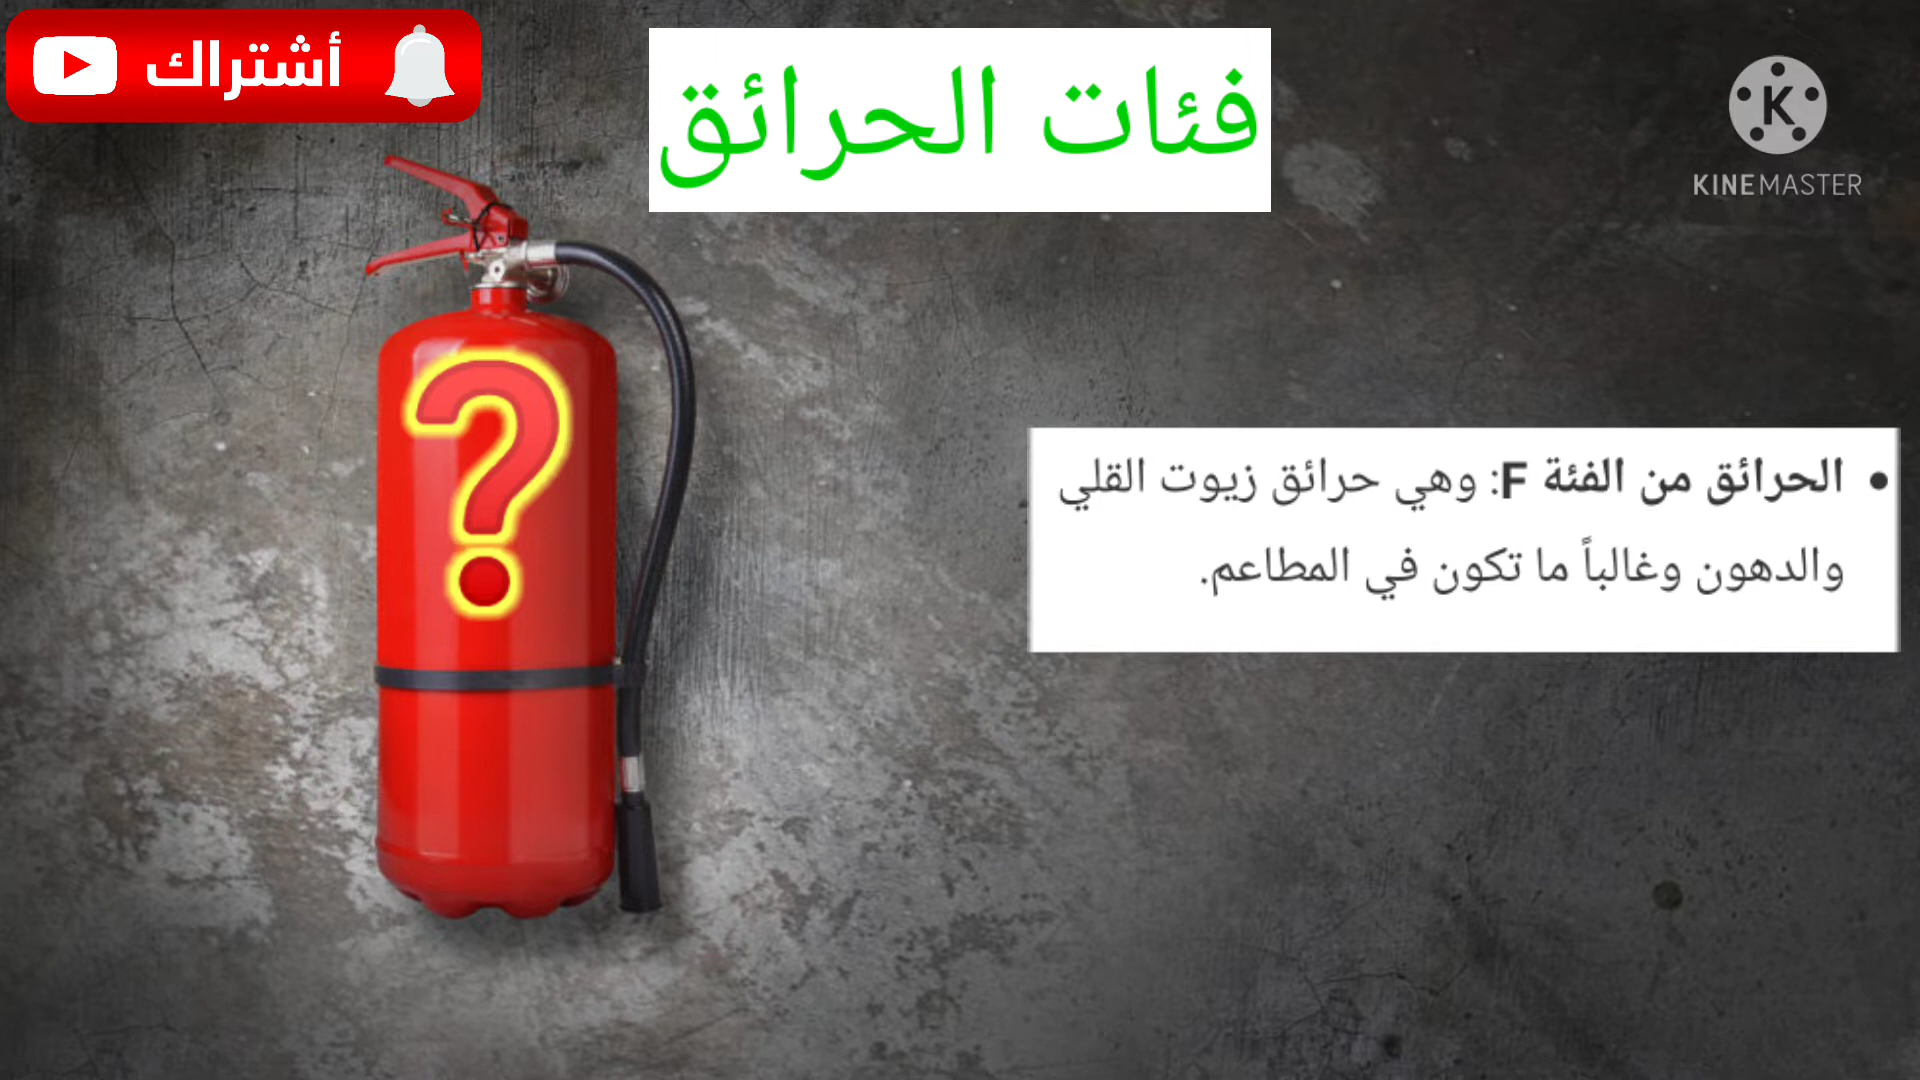 أشتراك
فئات الحرائق
K
KINEMASTER
?
• الحرائق من الفئة F: وهي حرائق زيوت القلي
والدهون وغالباً ما تكون في المطاعم.